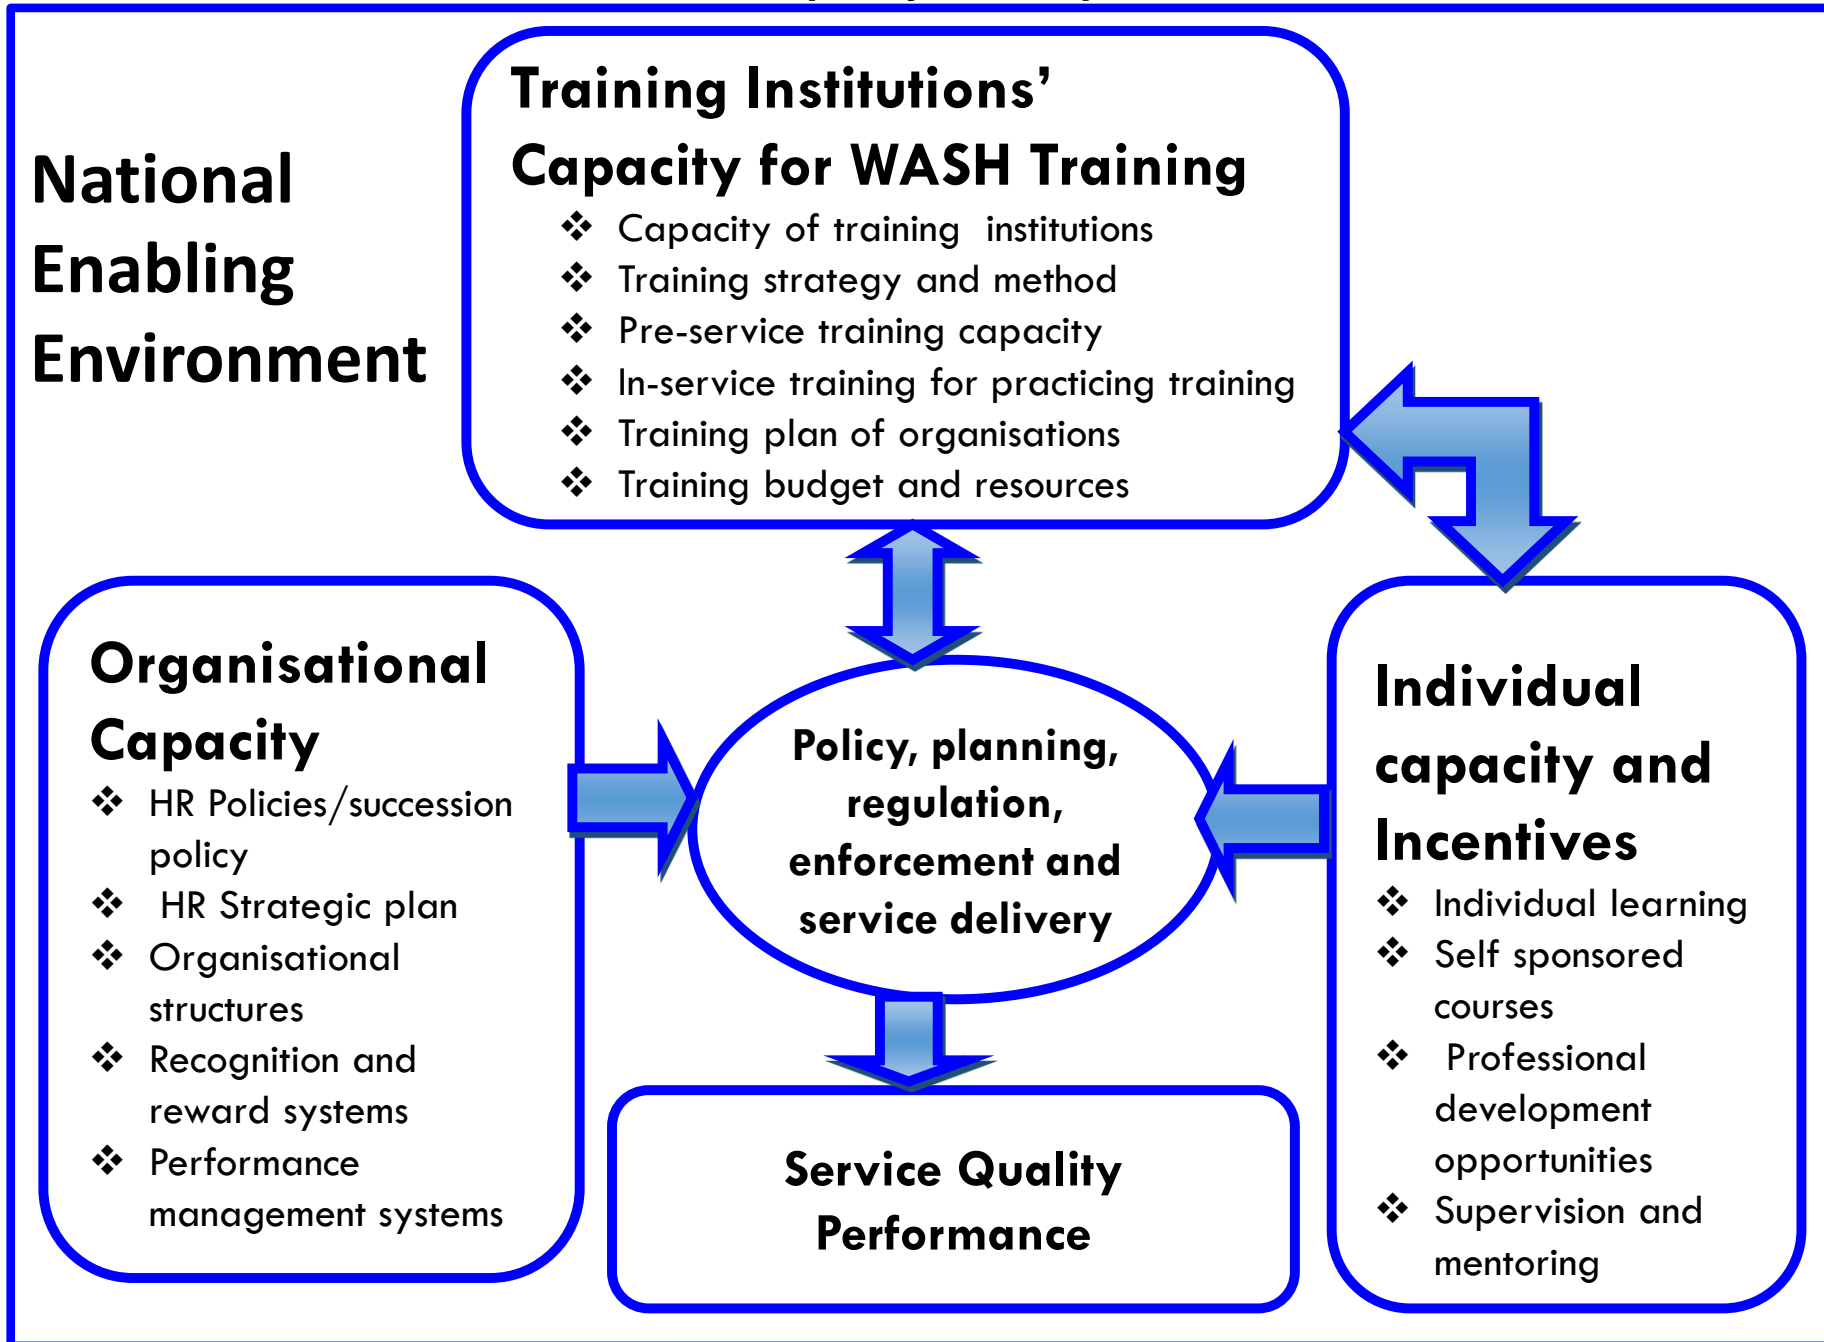 National
Enabling
Environment
Training Institutions’
Capacity for WASH Training
❖ Capacity of training institutions
❖ Training strategy and method
❖ Pre-service training capacity
❖ In-service training for practicing training
❖ Training plan of organisations
❖ Training budget and resources
Organisational
Capacity
❖ HR Policies/succession
policy
❖ HR Strategic plan
❖ Organisational
structures
❖ Recognition and
reward systems
❖ Performance
management systems
Policy, planning,
regulation,
enforcement and
service delivery
Service Quality
Performance
Individual
capacity and
Incentives
❖ Individual learning
❖ Self sponsored
courses
❖ Professional
development
opportunities
❖ Supervision and
mentoring